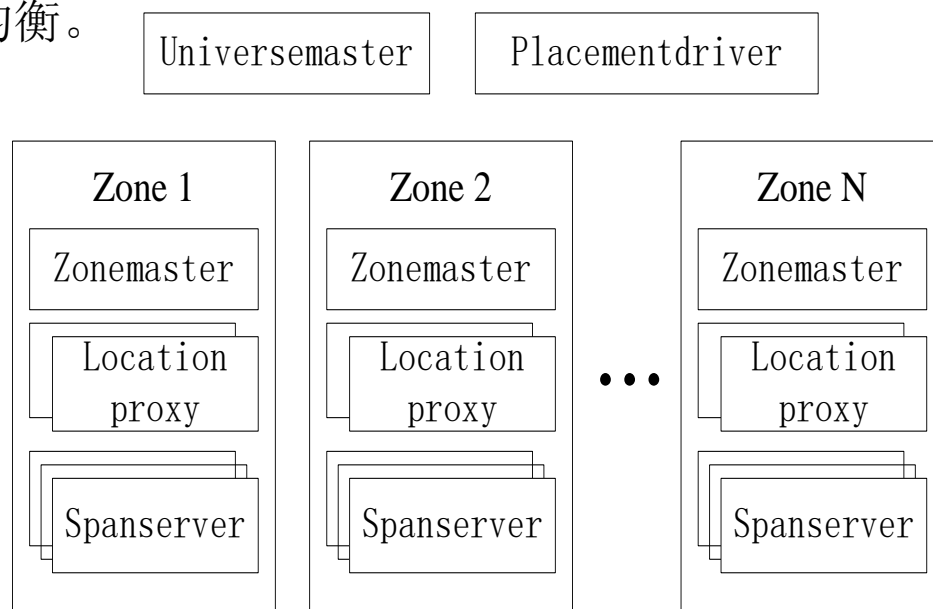 衡。
Universemaster
Placementdriver
Zone 1
Zonemaster
Location
proxy
Spanserver
Zone 2
Zonemaster
Location
proxy
Spanserver
•••
Zone N
Zonemaster
Location
proxy
Spanserver